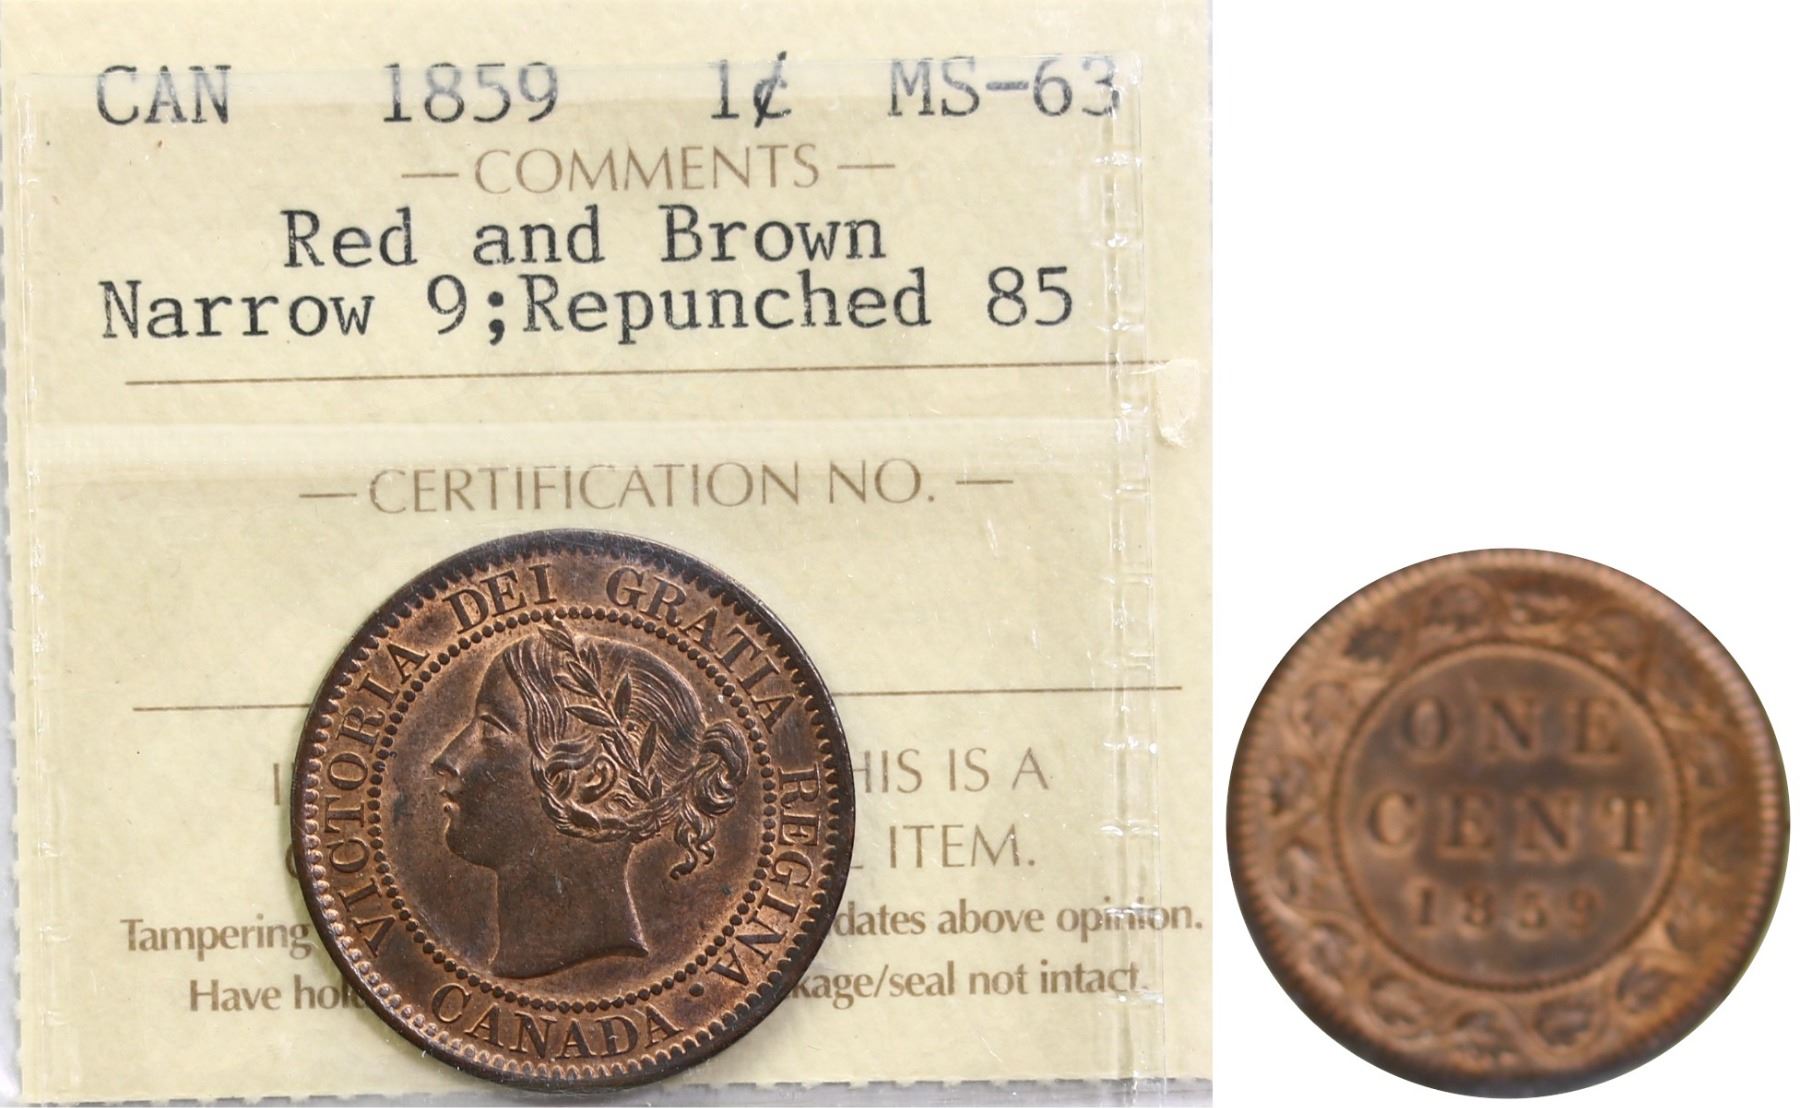 CAN 1859 1¢ MS-63
— COMMENTS —
Red and Brown
Narrow 9;Repunched 85
— CERTIFICATION NO. —
HIS IS A
ITEM.
Tampering dates above opinion.
Have kage/seal not intact.
VICTORIA DEI GRATIA REGINA.
CANADA
ONE
CENT
1859